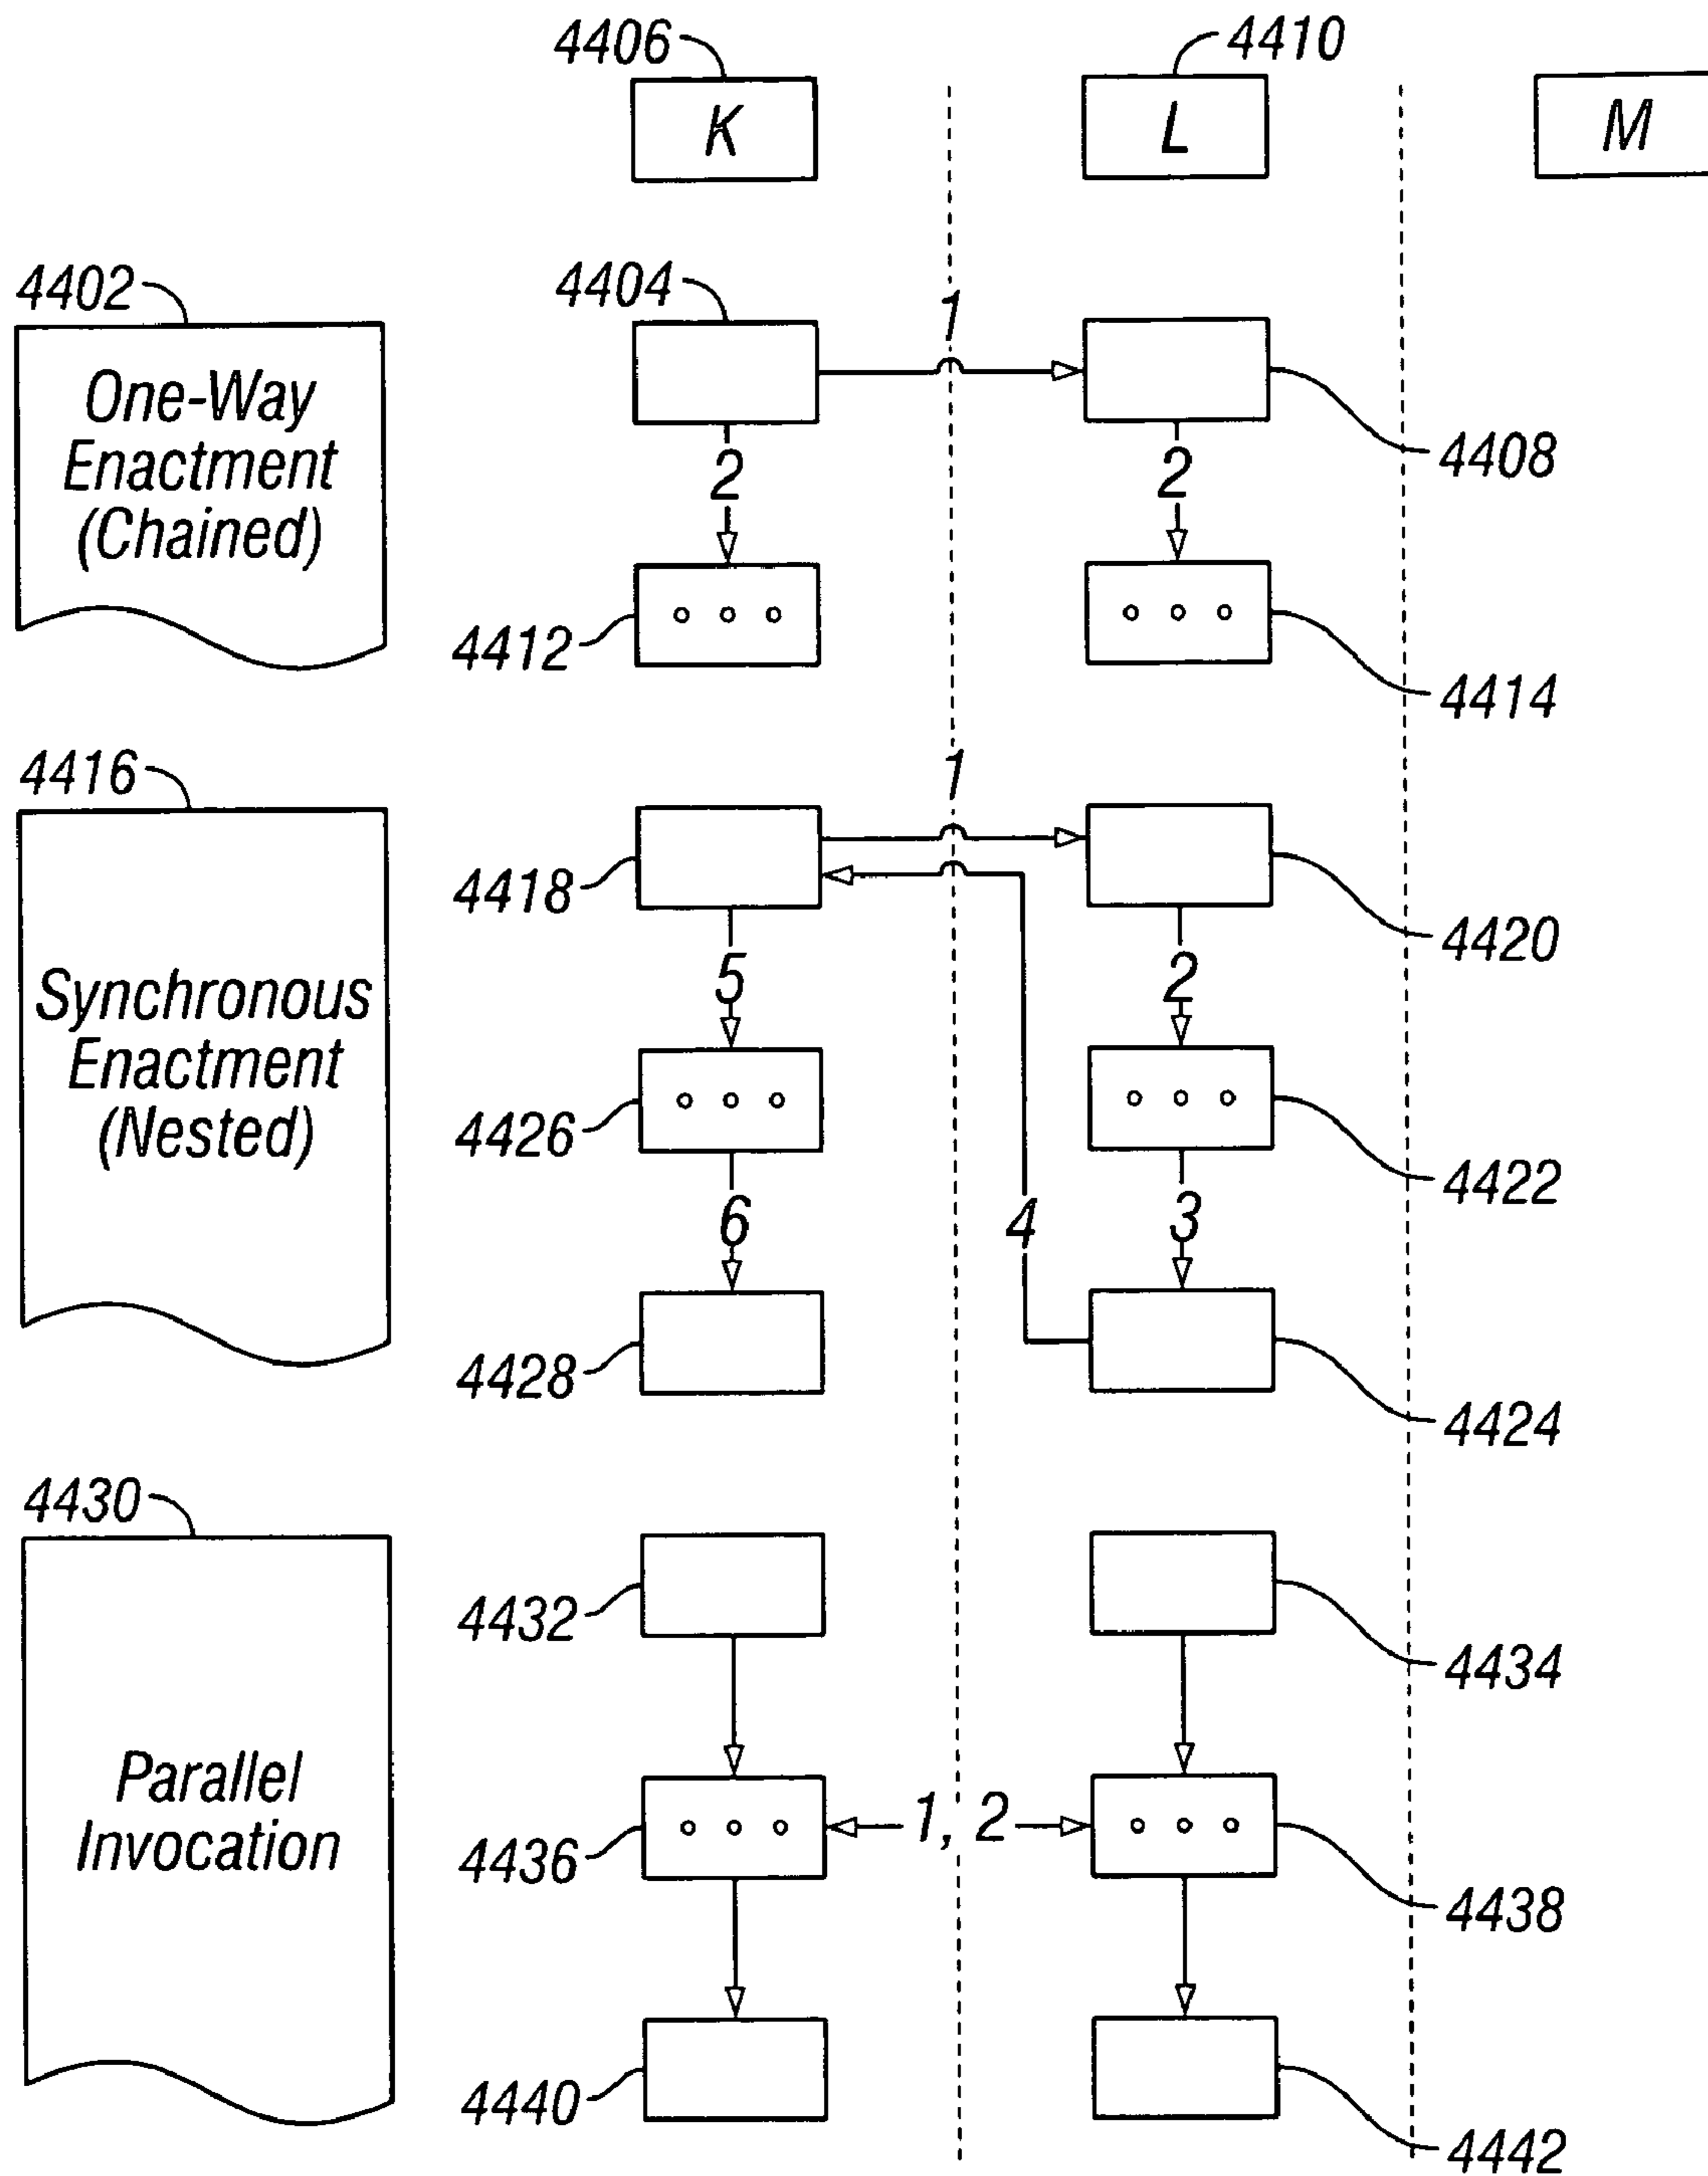 4406
4410
K
L
M
4402
4404
1
One-Way
Enactment
(Chained)
2
2
4408
4412
4414
4416
1
4418
4420
Synchronous
Enactment
(Nested)
5
2
4426
4422
6
4
3
4428
4424
4430
4432
4434
Parallel
Invocation
1, 2
4436
4438
4440
4442